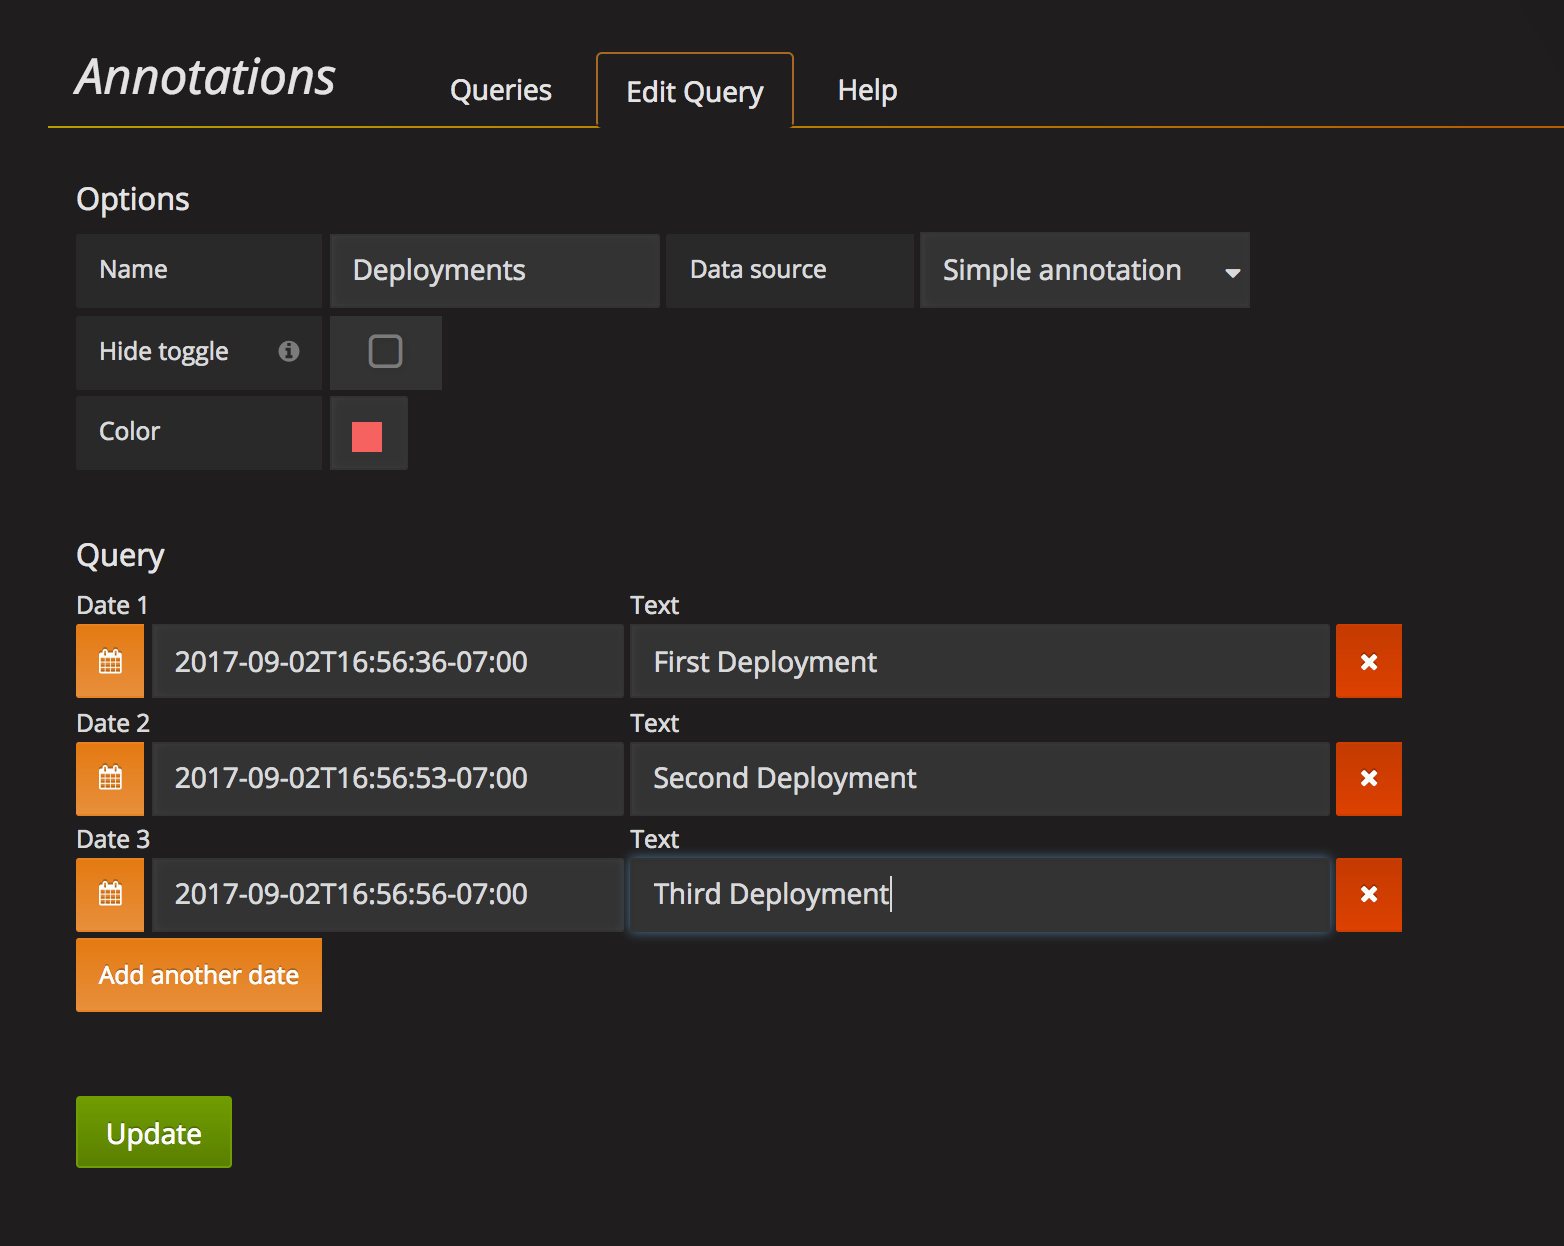 Annotations Queries Edit Query Help
Options
Name Deployments Data source Simple annotation
Hide toggle
Color
Query
Date 1 Text
2017-09-02T16:56:36-07:00 First Deployment
Date 2 Text
2017-09-02T16:56:53-07:00 Second Deployment
Date 3 Text
2017-09-02T16:56:56-07:00 Third Deployment
Add another date
Update